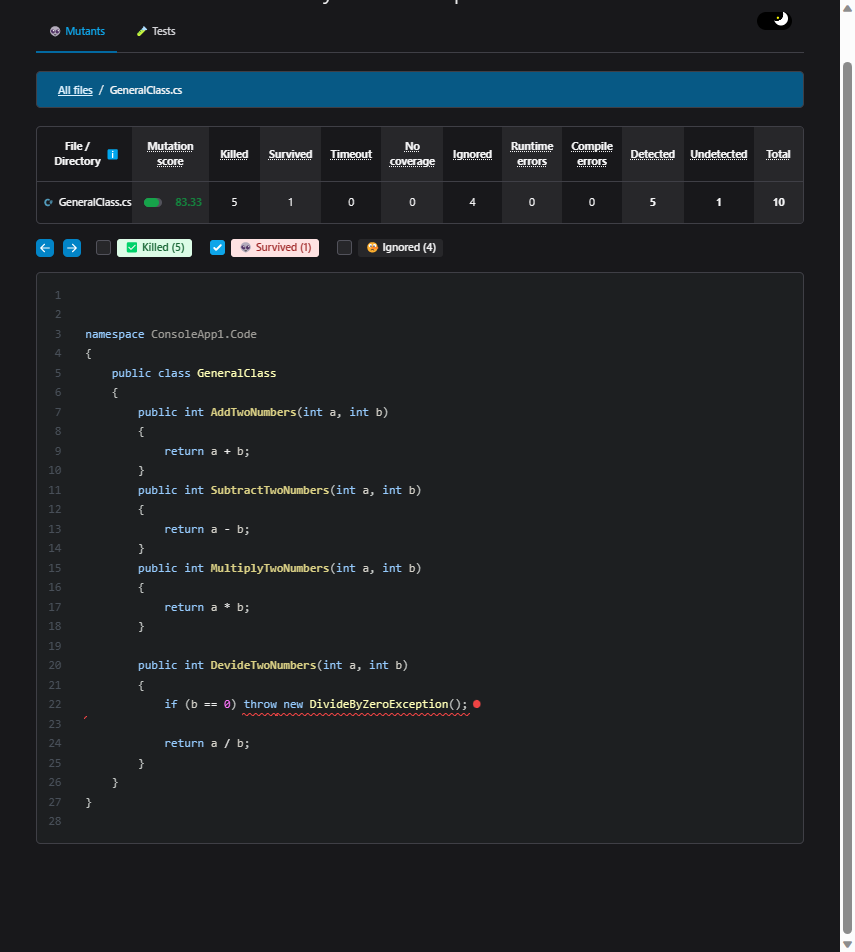 Mutants Tests
All files / GeneralClass.cs
File / Directory Mutation score Killed Survived Timeout No coverage Ignored Runtime errors Compile errors Detected Undetected Total
GeneralClass.cs 83.33 5 1 0 0 4 0 0 5 1 10
Killed (5) Survived (1) Ignored (4)
1
2
3 namespace ConsoleApp1.Code
4 {
5 public class GeneralClass
6 {
7 public int AddTwoNumbers(int a, int b)
8 {
9 return a + b;
10 }
11 public int SubtractTwoNumbers(int a, int b)
12 {
13 return a - b;
14 }
15 public int MultiplyTwoNumbers(int a, int b)
16 {
17 return a * b;
18 }
19
20 public int DevideTwoNumbers(int a, int b)
21 {
22 if (b == 0) throw new DivideByZeroException();
23
24 return a / b;
25 }
26 }
27 }
28